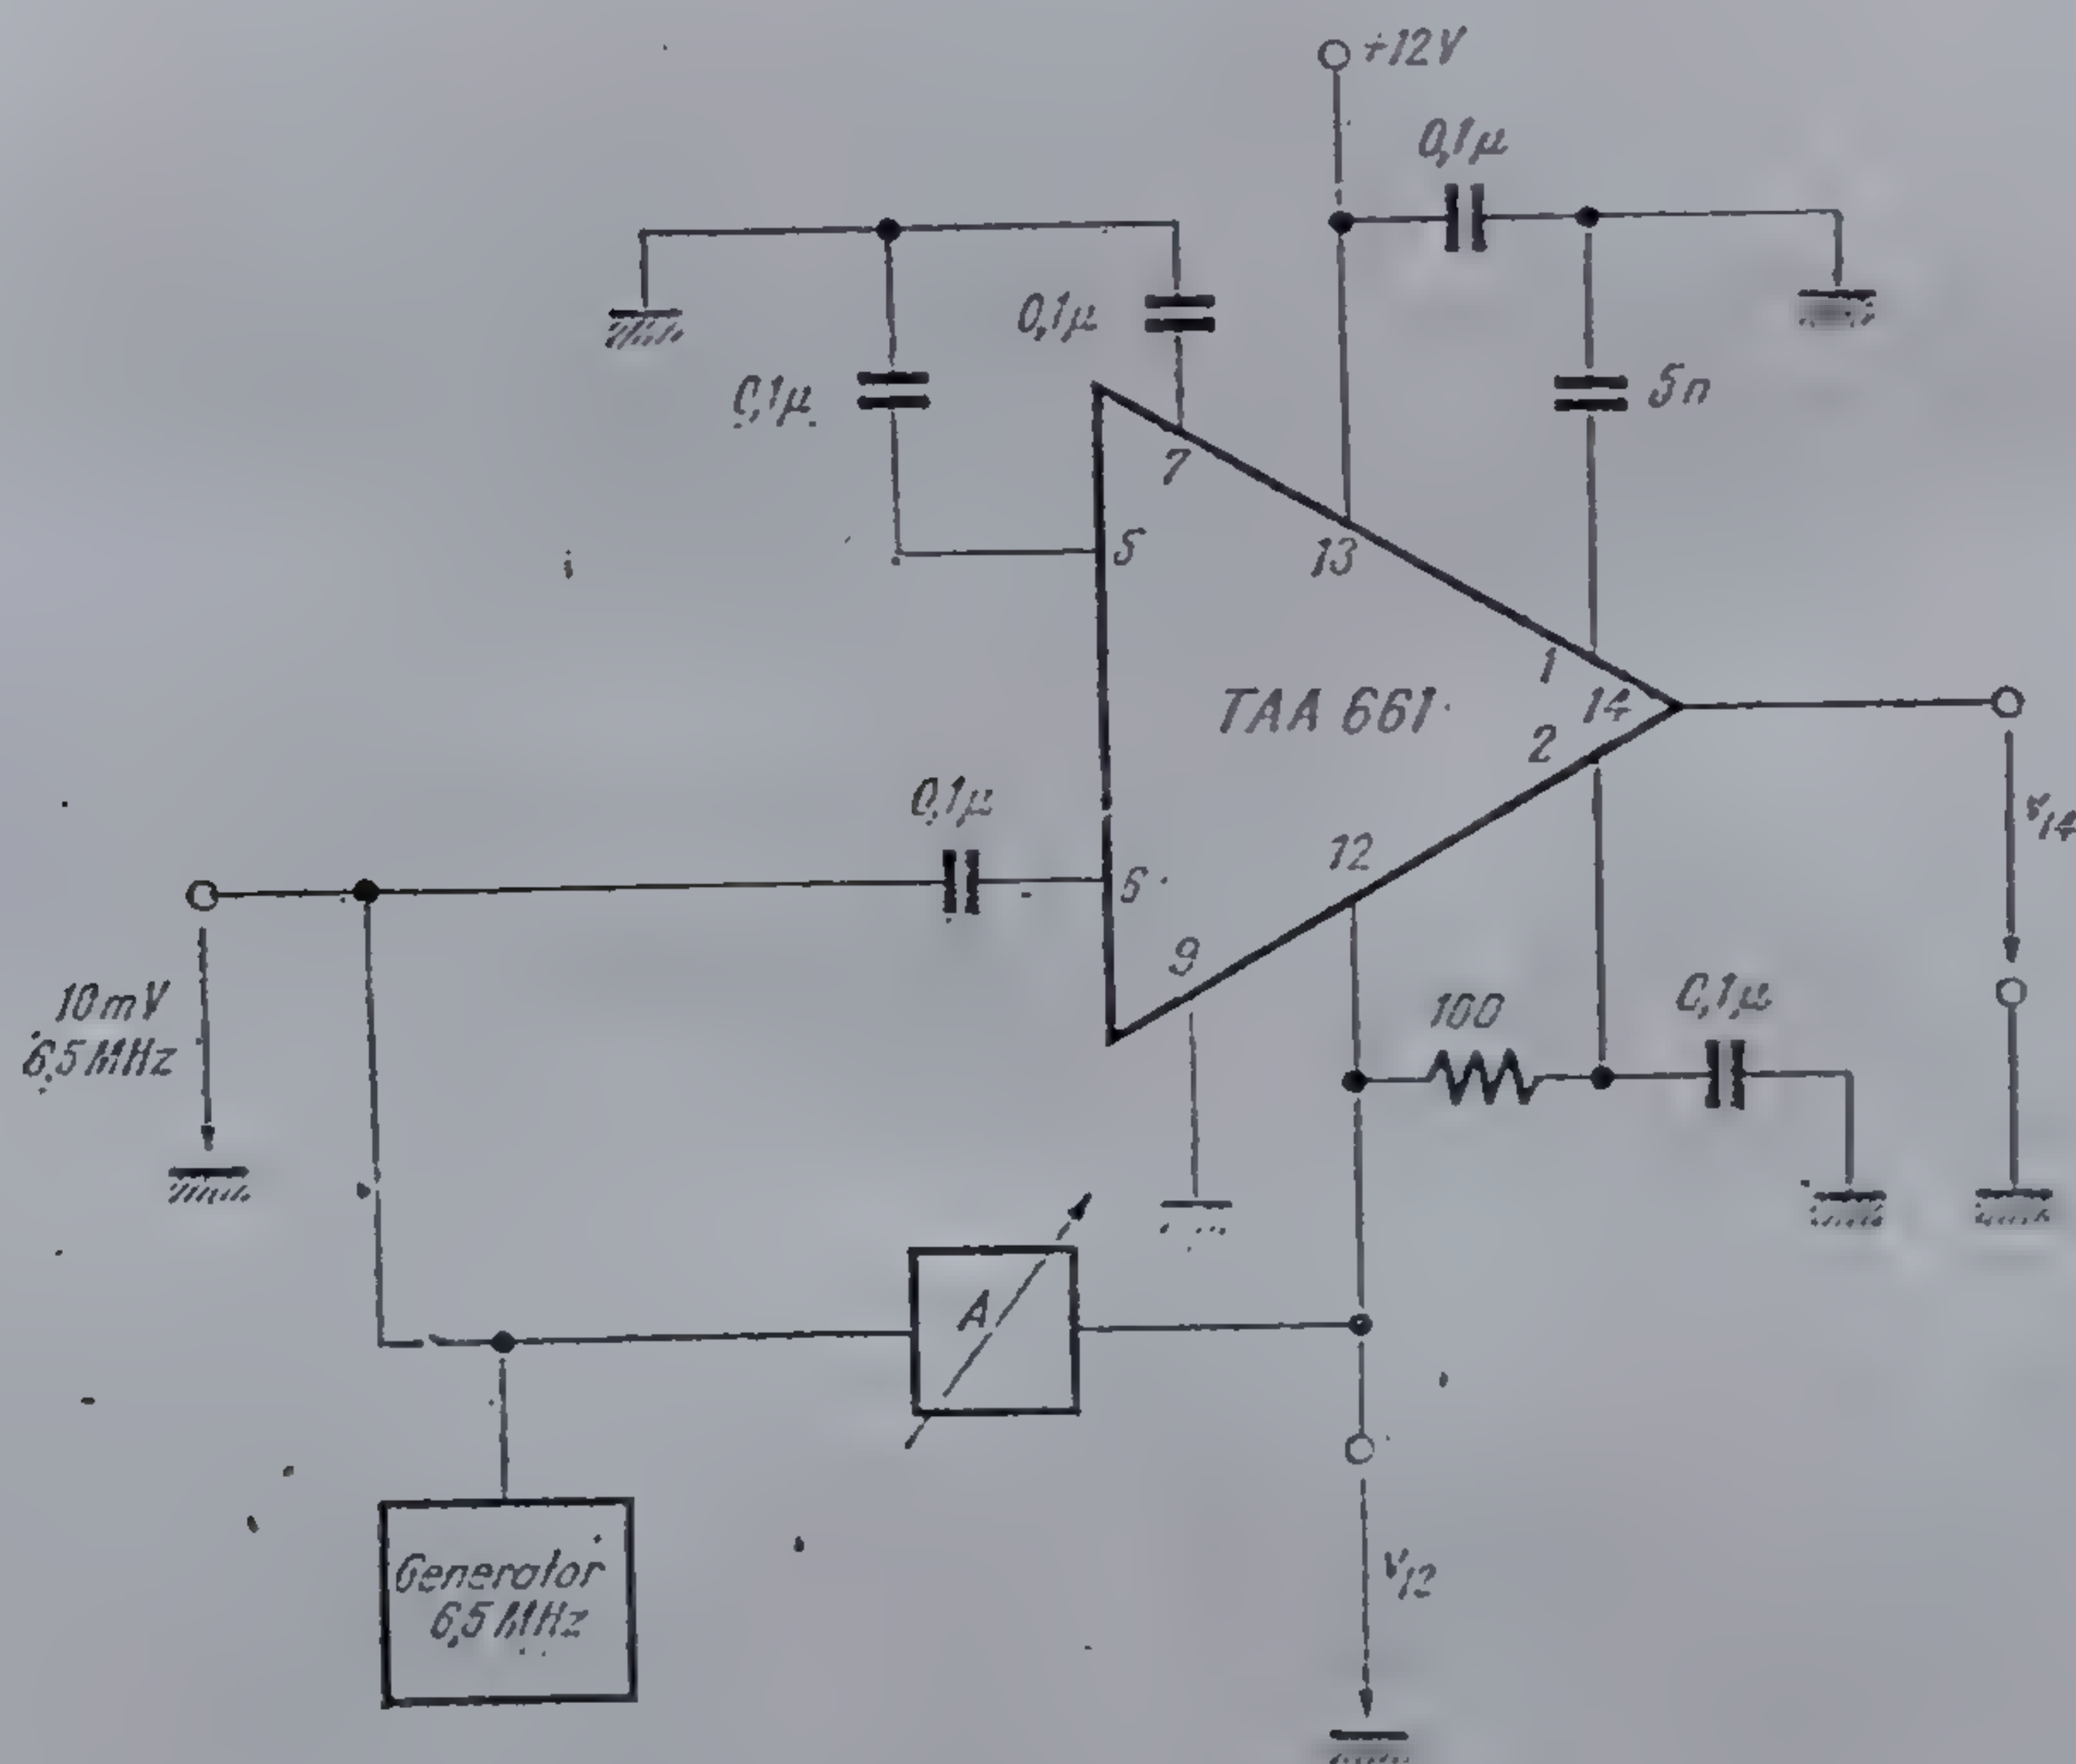 +12V
0,1µ
0,1µ
0,1µ
5n
7
5
13
1
TAA 661
14
2
0,1µ
v14
12
6
9
10mV
6,5MHz
100
0,1µ
A
Generator
6,5MHz
v12